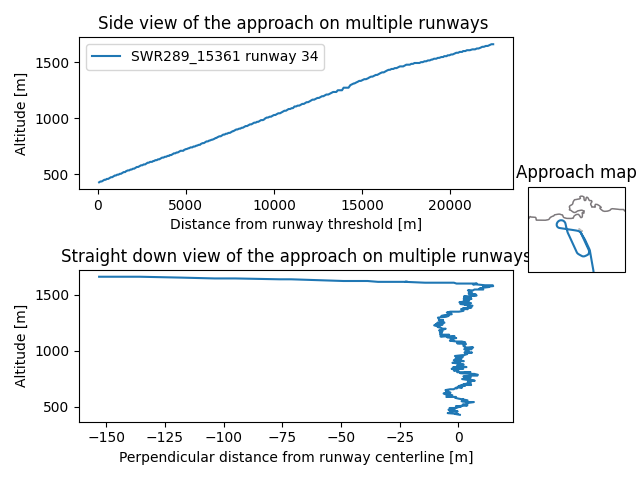 Side view of the approach on multiple runways
Altitude [m]
1500
1000
500
SWR289_15361 runway 34
0
5000
10000
15000
20000
Distance from runway threshold [m]
Approach map
Straight down view of the approach on multiple runways
Altitude [m]
1500
1000
500
−150
−125
−100
−75
−50
−25
0
Perpendicular distance from runway centerline [m]